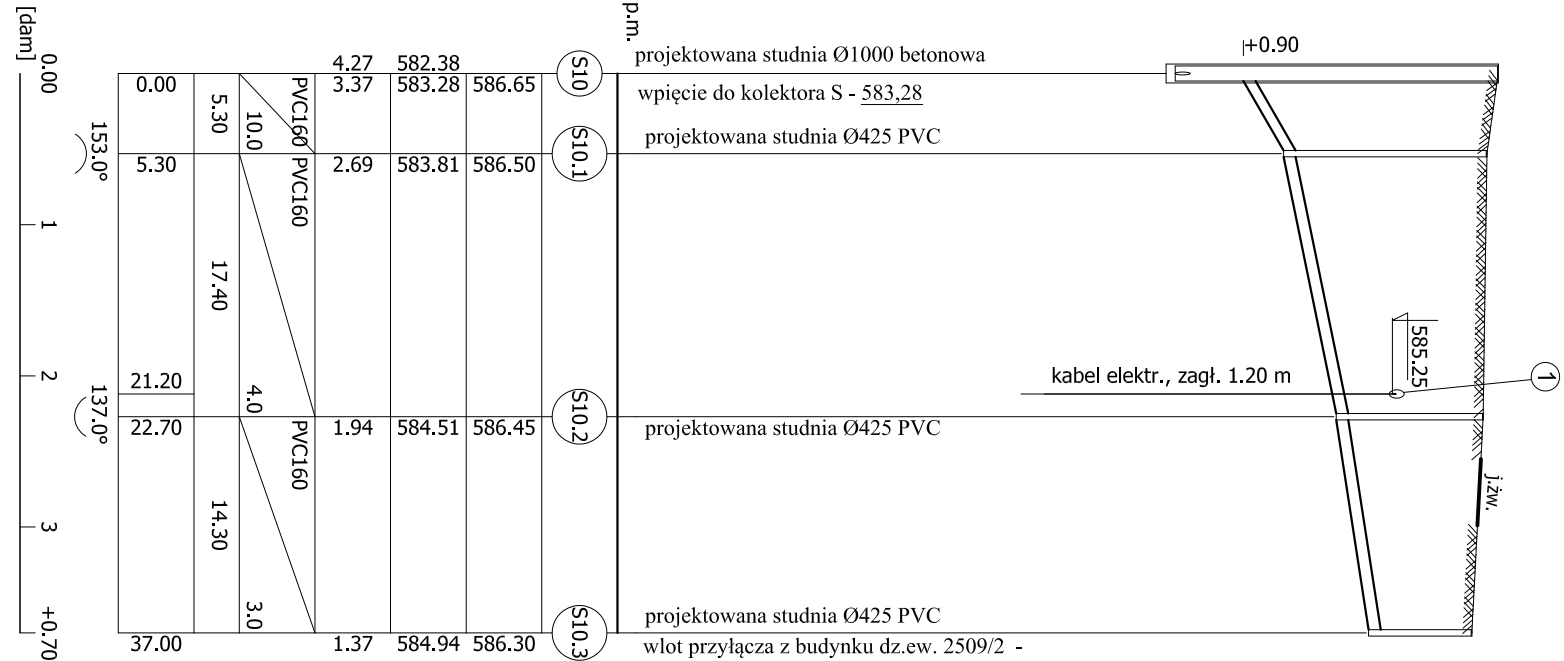 [dam]
0.00
1
2
3
+0.70
153.0°
137.0°
0.00
5.30
21.20
22.70
37.00
5.30
17.40
14.30
10.0
4.0
3.0
PVC160
PVC160
PVC160
4.27 582.38
3.37 583.28 586.65
2.69 583.81 586.50
1.94 584.51 586.45
1.37 584.94 586.30
S10
S10.1
S10.2
S10.3
p.m.
projektowana studnia Ø1000 betonowa
wpięcie do kolektora S - 583,28
projektowana studnia Ø425 PVC
kabel elektr., zagł. 1.20 m
projektowana studnia Ø425 PVC
projektowana studnia Ø425 PVC
wlot przyłącza z budynku dz.ew. 2509/2 -
+0.90
585.25
1
j.żw.